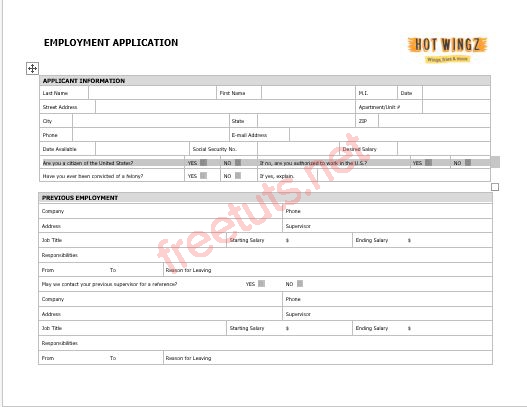 EMPLOYMENT APPLICATION
HOT WINGZ
Wings, fries & more
APPLICANT INFORMATION
Last Name First Name M.I. Date
Street Address Apartment/Unit #
City State ZIP
Phone E-mail Address
Date Available Social Security No. Desired Salary
Are you a citizen of the United States? YES NO If no, are you authorized to work in the U.S.? YES NO
Have you ever been convicted of a felony? YES NO If yes, explain.
PREVIOUS EMPLOYMENT
Company Phone
Address Supervisor
Job Title Starting Salary $ Ending Salary $
Responsibilities
From To Reason for Leaving
May we contact your previous supervisor for a reference? YES NO
Company Phone
Address Supervisor
Job Title Starting Salary $ Ending Salary $
Responsibilities
From To Reason for Leaving
freetuts.net